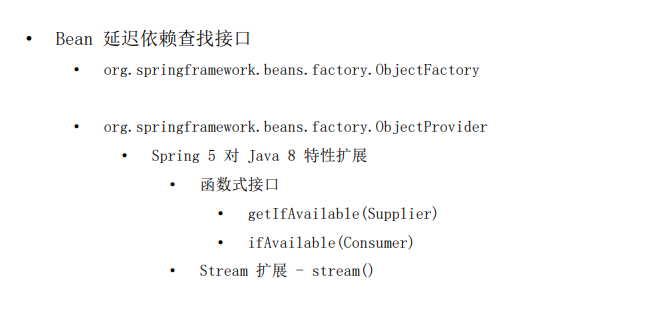 • Bean 延迟依赖查找接口
• org.springframework.beans.factory.ObjectFactory
• org.springframework.beans.factory.ObjectProvider
• Spring 5 对 Java 8 特性扩展
• 函数式接口
• getIfAvailable(Supplier)
• ifAvailable(Consumer)
• Stream 扩展 - stream()